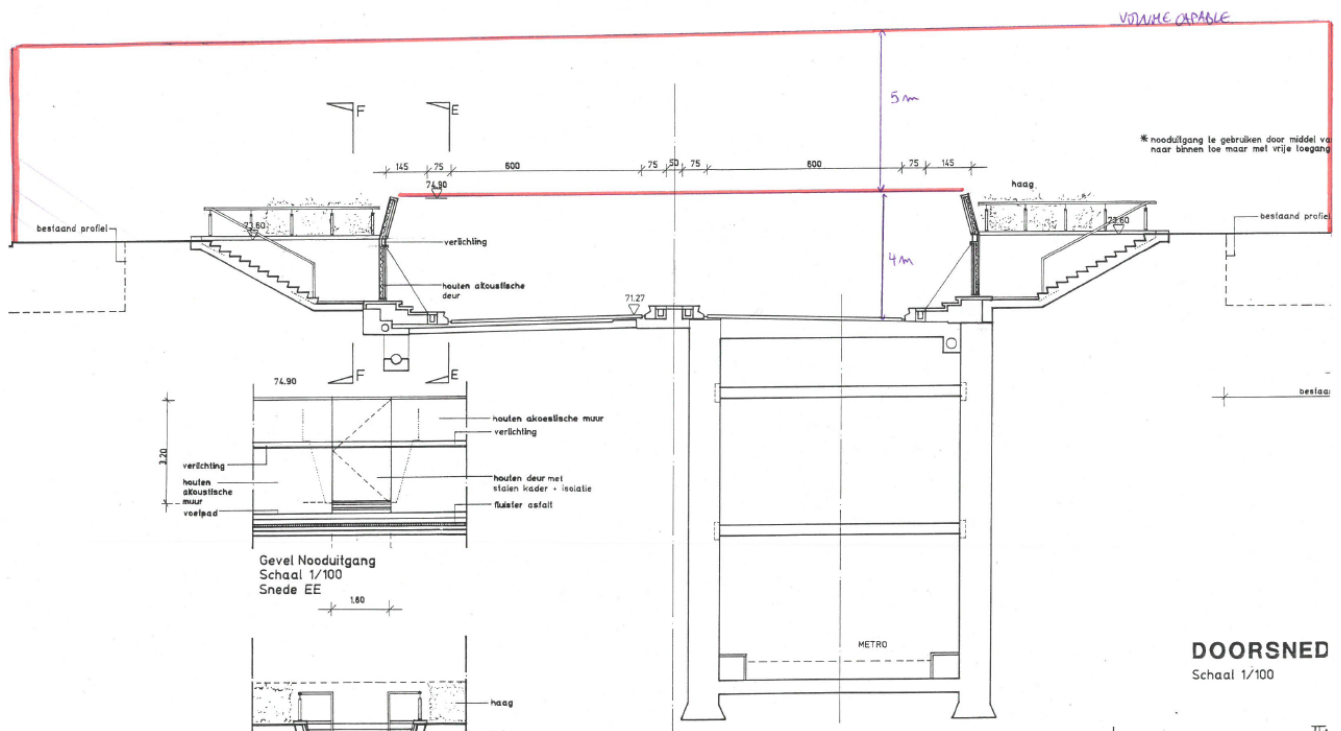 VOLUME CAPABLE
5m
F
E
* nooduitgang te gebruiken door middel va
naar binnen toe maar met vrije toegang
145
75
600
75
50
75
600
75
145
74.90
haag
bestaand profiel
73.60
verlichting
73.60
bestaand profiel
4m
houten akoustische
deur
71.27
F
E
74.90
bestaa
houten akoestische muur
verlichting
3.20
verlichting
houten
akoustische
muur
voetpad
houten deur met
stalen kader + isolatie
fluister asfalt
Gevel Nooduitgang
Schaal 1/100
Snede EE
1.60
METRO
DOORSNED
Schaal 1/100
haag